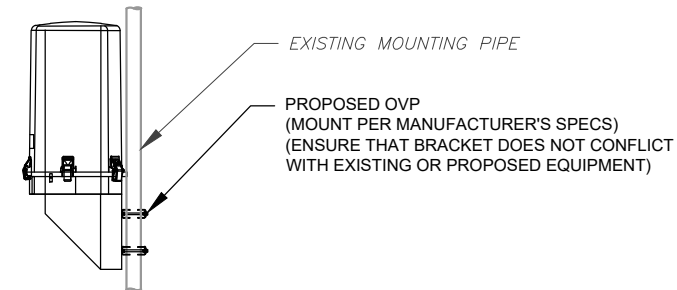 EXISTING MOUNTING PIPE
PROPOSED OVP
(MOUNT PER MANUFACTURER'S SPECS)
(ENSURE THAT BRACKET DOES NOT CONFLICT
WITH EXISTING OR PROPOSED EQUIPMENT)